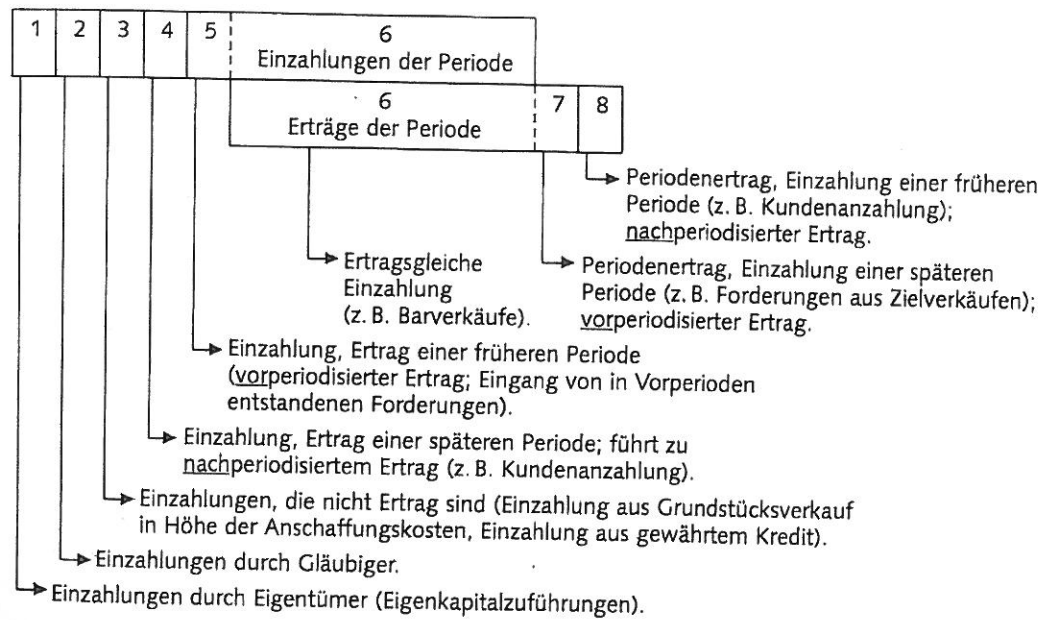 1 2 3 4 5 6
Einzahlungen der Periode
6 7 8
Erträge der Periode
Periodenertrag, Einzahlung einer früheren
Periode (z. B. Kundenanzahlung);
nachperiodisierter Ertrag.
Ertragsgleiche
Einzahlung
(z. B. Barverkäufe).
Periodenertrag, Einzahlung einer späteren
Periode (z. B. Forderungen aus Zielverkäufen);
vorperiodisierter Ertrag.
Einzahlung, Ertrag einer früheren Periode
(vorperiodisierter Ertrag; Eingang von in Vorperioden
entstandenen Forderungen).
Einzahlung, Ertrag einer späteren Periode; führt zu
nachperiodisiertem Ertrag (z. B. Kundenanzahlung).
Einzahlungen, die nicht Ertrag sind (Einzahlung aus Grundstücksverkauf
in Höhe der Anschaffungskosten, Einzahlung aus gewährtem Kredit).
Einzahlungen durch Gläubiger.
Einzahlungen durch Eigentümer (Eigenkapitalzuführungen).